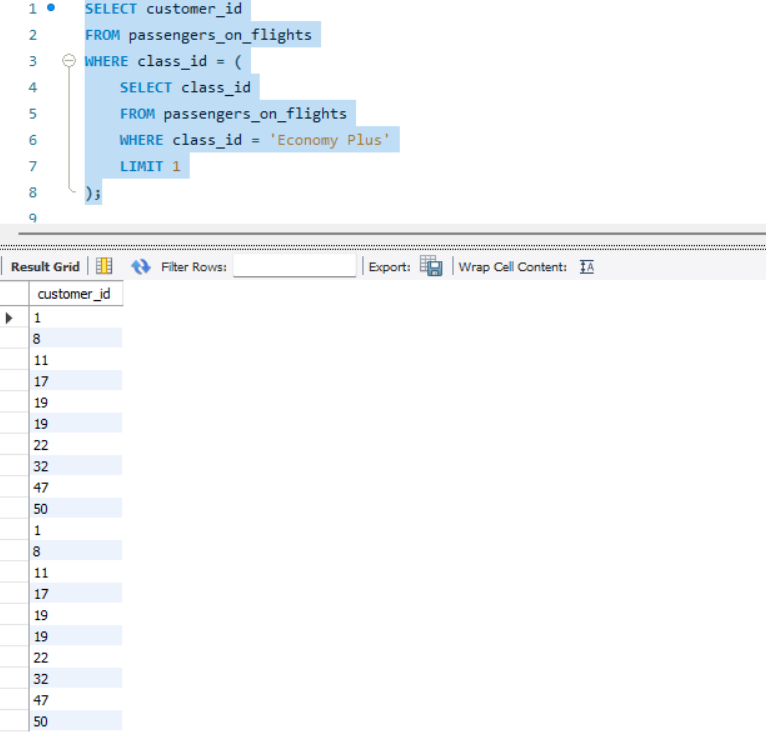 1 SELECT customer_id
2 FROM passengers_on_flights
3 WHERE class_id = (
4 SELECT class_id
5 FROM passengers_on_flights
6 WHERE class_id = 'Economy Plus'
7 LIMIT 1
8 );
9
Result Grid Filter Rows: Export: Wrap Cell Content: IA
customer_id
1
8
11
17
19
19
22
32
47
50
1
8
11
17
19
19
22
32
47
50